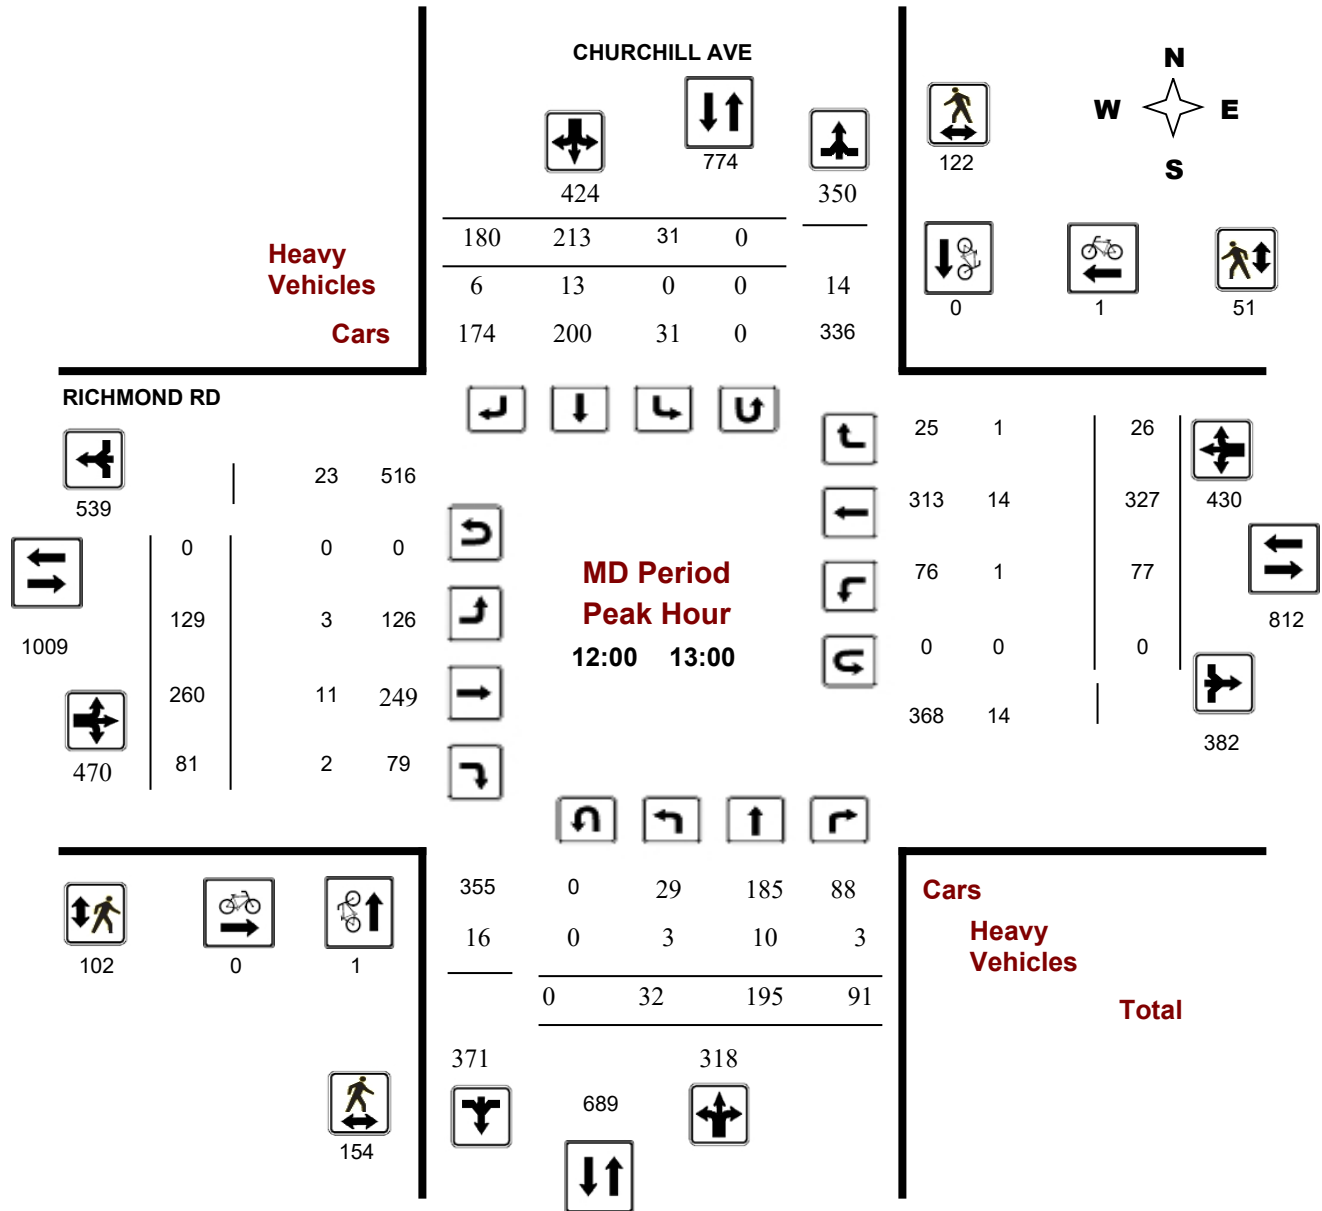 CHURCHILL AVE
N
W E
S
774
122
424 350
180 213 31 0
Heavy
Vehicles
6 13 0 0 14
Cars
174 200 31 0 336
0 1 51
RICHMOND RD
25 1 26
23 516
539
313 14 327 430
0 0 0
MD Period
Peak Hour
12:00 13:00
76 1 77
129 3 126
812
1009
0 0 0
260 11 249
368 14
382
470
81 2 79
355 0 29 185 88
Cars
16 0 3 10 3
Heavy
Vehicles
102 0 1
0 32 195 91
Total
371 318
689
154